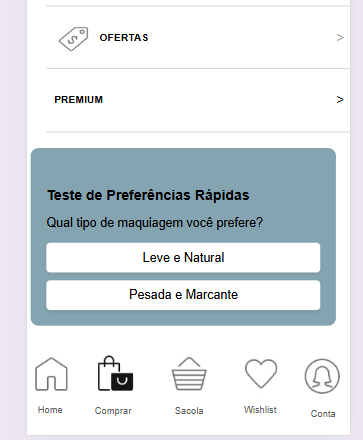 OFERTAS >
PREMIUM >
Teste de Preferências Rápidas
Qual tipo de maquiagem você prefere?
Leve e Natural
Pesada e Marcante
Home Comprar Sacola Wishlist Conta